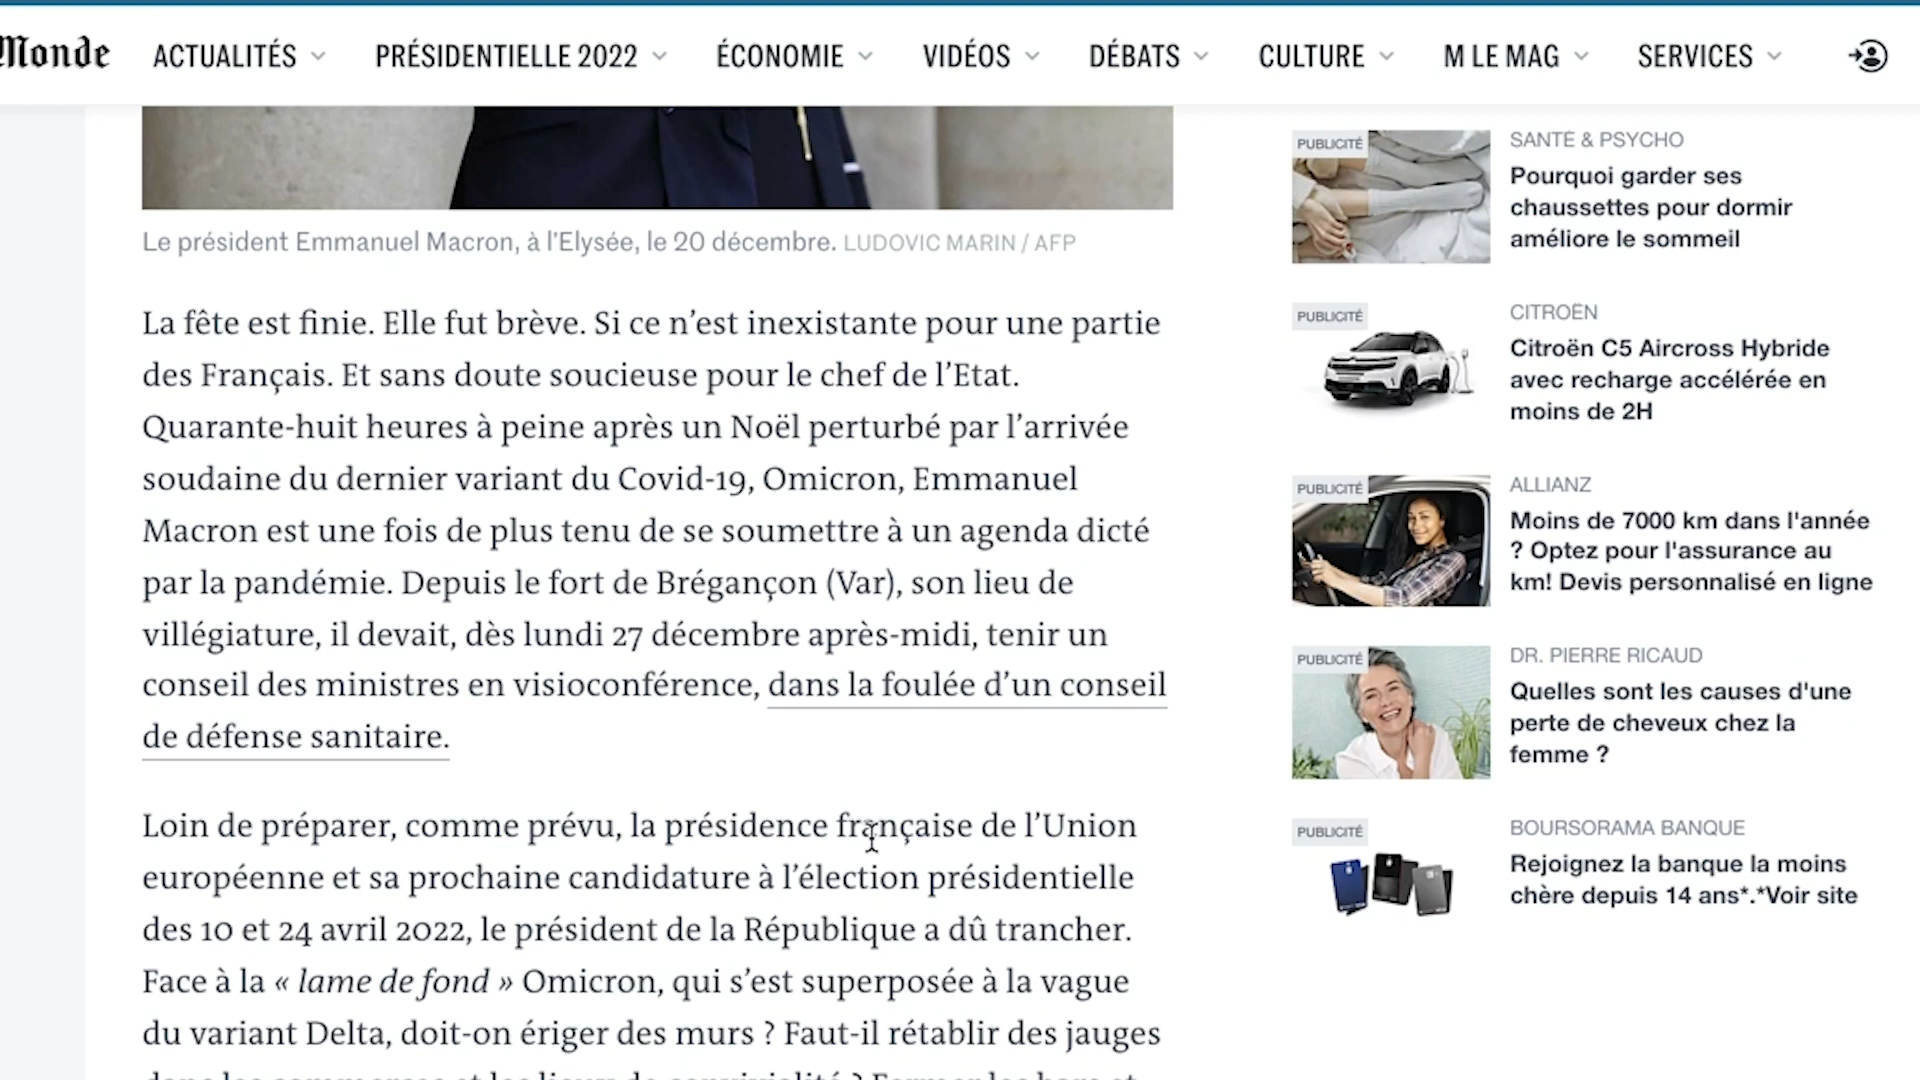 Monde
ACTUALITÉS
PRÉSIDENTIELLE 2022
ÉCONOMIE
VIDÉOS
DÉBATS
CULTURE
M LE MAG
SERVICES
Le président Emmanuel Macron, à l'Elysée, le 20 décembre. LUDOVIC MARIN / AFP
La fête est finie. Elle fut brève. Si ce n’est inexistante pour une partie
des Français. Et sans doute soucieuse pour le chef de l’Etat.
Quarante-huit heures à peine après un Noël perturbé par l’arrivée
soudaine du dernier variant du Covid-19, Omicron, Emmanuel
Macron est une fois de plus tenu de se soumettre à un agenda dicté
par la pandémie. Depuis le fort de Brégançon (Var), son lieu de
villégiature, il devait, dès lundi 27 décembre après-midi, tenir un
conseil des ministres en visioconférence, dans la foulée d’un conseil
de défense sanitaire.
Loin de préparer, comme prévu, la présidence française de l’Union
européenne et sa prochaine candidature à l’élection présidentielle
des 10 et 24 avril 2022, le président de la République a dû trancher.
Face à la « lame de fond » Omicron, qui s’est superposée à la vague
du variant Delta, doit-on ériger des murs ? Faut-il rétablir des jauges
PUBLICITÉ
SANTÉ & PSYCHO
Pourquoi garder ses
chaussettes pour dormir
améliore le sommeil
PUBLICITÉ
CITROËN
Citroën C5 Aircross Hybride
avec recharge accélérée en
moins de 2H
PUBLICITÉ
ALLIANZ
Moins de 7000 km dans l'année
? Optez pour l'assurance au
km! Devis personnalisé en ligne
PUBLICITÉ
DR. PIERRE RICAUD
Quelles sont les causes d'une
perte de cheveux chez la
femme ?
PUBLICITÉ
BOURSORAMA BANQUE
Rejoignez la banque la moins
chère depuis 14 ans*.*Voir site